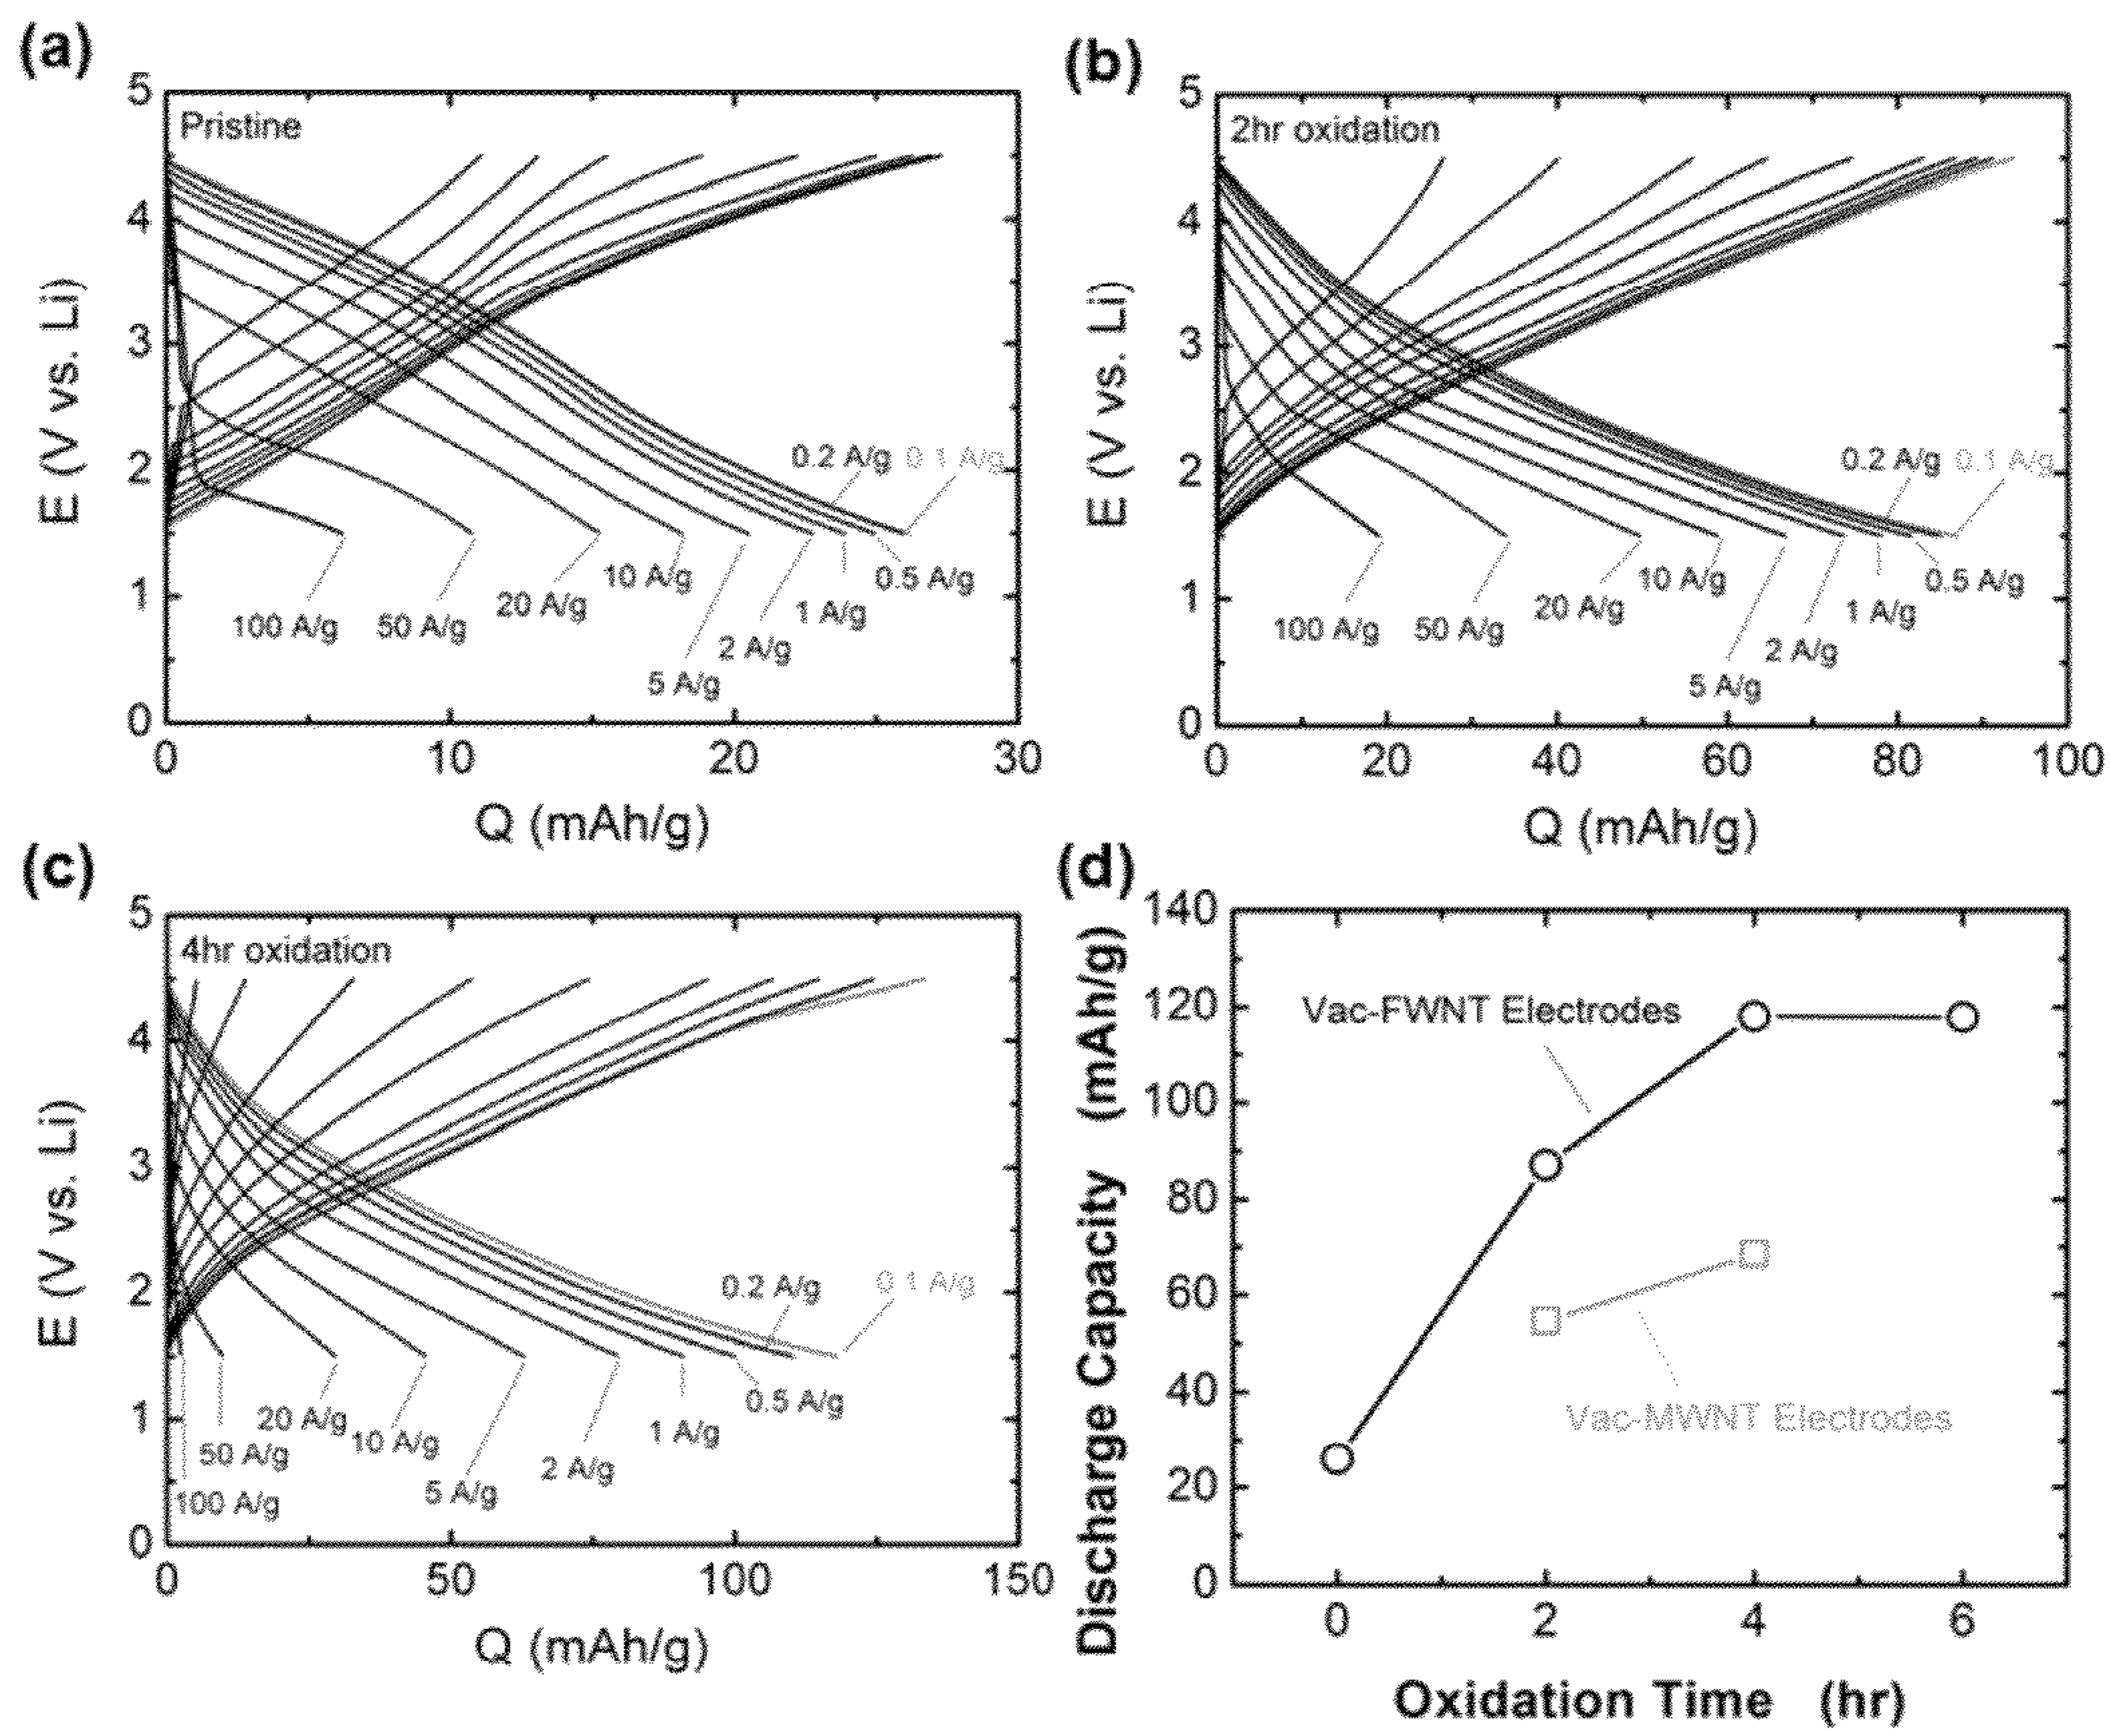 (a)
5
Pristine
4
3
2
1
0
E (V vs. Li)
0.2 A/g 0.1 A/g
0.5 A/g
10 A/g
20 A/g
1 A/g
100 A/g
50 A/g
2 A/g
5 A/g
0
10
20
30
Q (mAh/g)
(b)
5
2hr oxidation
4
3
2
1
0
E (V vs. Li)
0.2 A/g 0.1 A/g
0.5 A/g
10 A/g
20 A/g
1 A/g
100 A/g
50 A/g
2 A/g
5 A/g
0
20
40
60
80
100
Q (mAh/g)
(c)
5
4hr oxidation
4
3
2
1
0
E (V vs. Li)
0.2 A/g
0.1 A/g
0.5 A/g
20 A/g
1 A/g
10 A/g
50 A/g
2 A/g
5 A/g
100 A/g
0
50
100
150
Q (mAh/g)
(d)
140
120
100
80
60
40
20
0
Discharge Capacity (mAh/g)
Vac-FWNT Electrodes
Vac-MWNT Electrodes
0
2
4
6
Oxidation Time (hr)